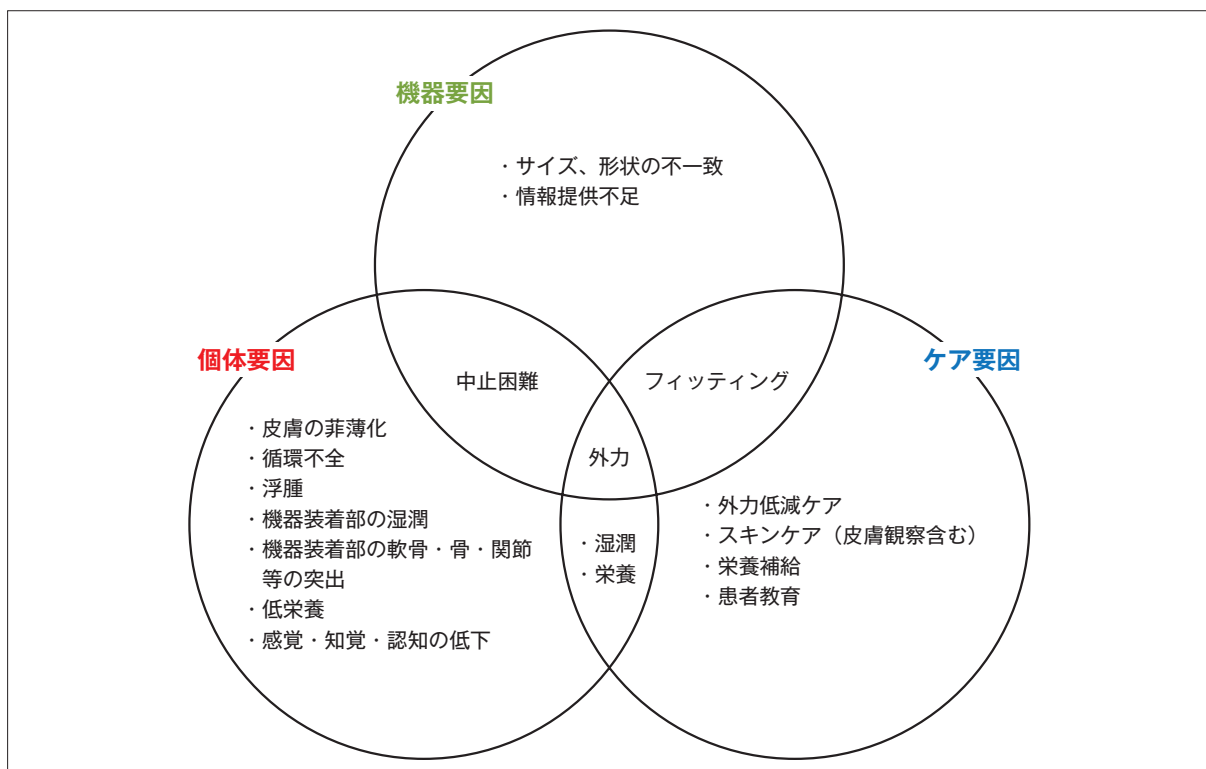 機器要因
・サイズ、形状の不一致
・情報提供不足
個体要因
ケア要因
中止困難
フィッティング
外力
・皮膚の菲薄化
・循環不全
・浮腫
・機器装着部の湿潤
・機器装着部の軟骨・骨・関節
等の突出
・低栄養
・感覚・知覚・認知の低下
・湿潤
・栄養
・外力低減ケア
・スキンケア（皮膚観察含む）
・栄養補給
・患者教育